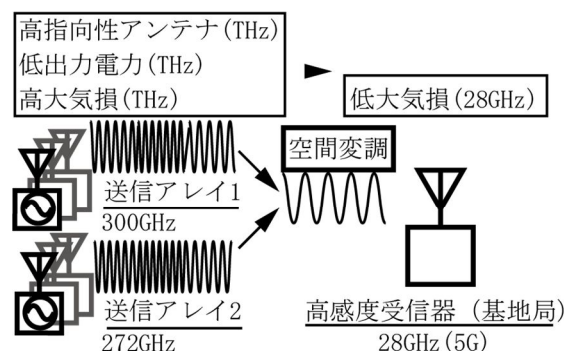 高指向性アンテナ(THz)
低出力電力(THz)
高大気損(THz)
低大気損(28GHz)
空間変調
送信アレイ1
300GHz
送信アレイ2
272GHz
高感度受信器 (基地局)
28GHz(5G)